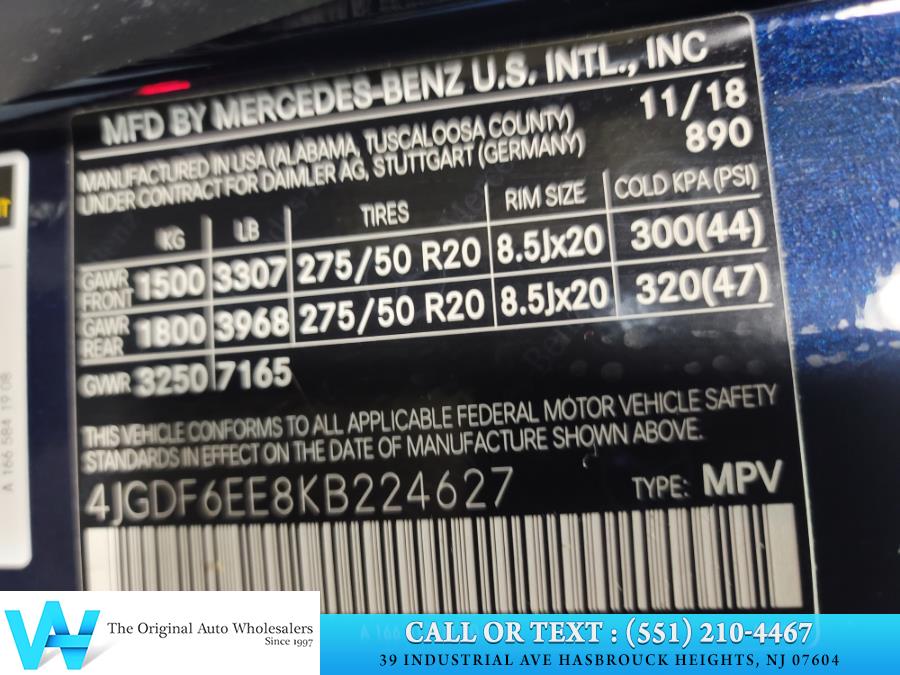 MFD BY MERCEDES-BENZ U.S. INTL., INC
11/18
MANUFACTURED IN USA (ALABAMA, TUSCALOOSA COUNTY)
890
UNDER CONTRACT FOR DAIMLER AG, STUTTGART (GERMANY)
KG LB TIRES RIM SIZE COLD KPA (PSI)
GAWR FRONT 1500 3307 275/50 R20 8.5Jx20 300(44)
GAWR REAR 1800 3968 275/50 R20 8.5Jx20 320(47)
GVWR 3250 7165
THIS VEHICLE CONFORMS TO ALL APPLICABLE FEDERAL MOTOR VEHICLE SAFETY
STANDARDS IN EFFECT ON THE DATE OF MANUFACTURE SHOWN ABOVE.
4JGDF6EE8KB224627 TYPE: MPV
A 166 584 19 08
The Original Auto Wholesalers
Since 1997
CALL OR TEXT : (551) 210-4467
39 INDUSTRIAL AVE HASBROUCK HEIGHTS, NJ 07604